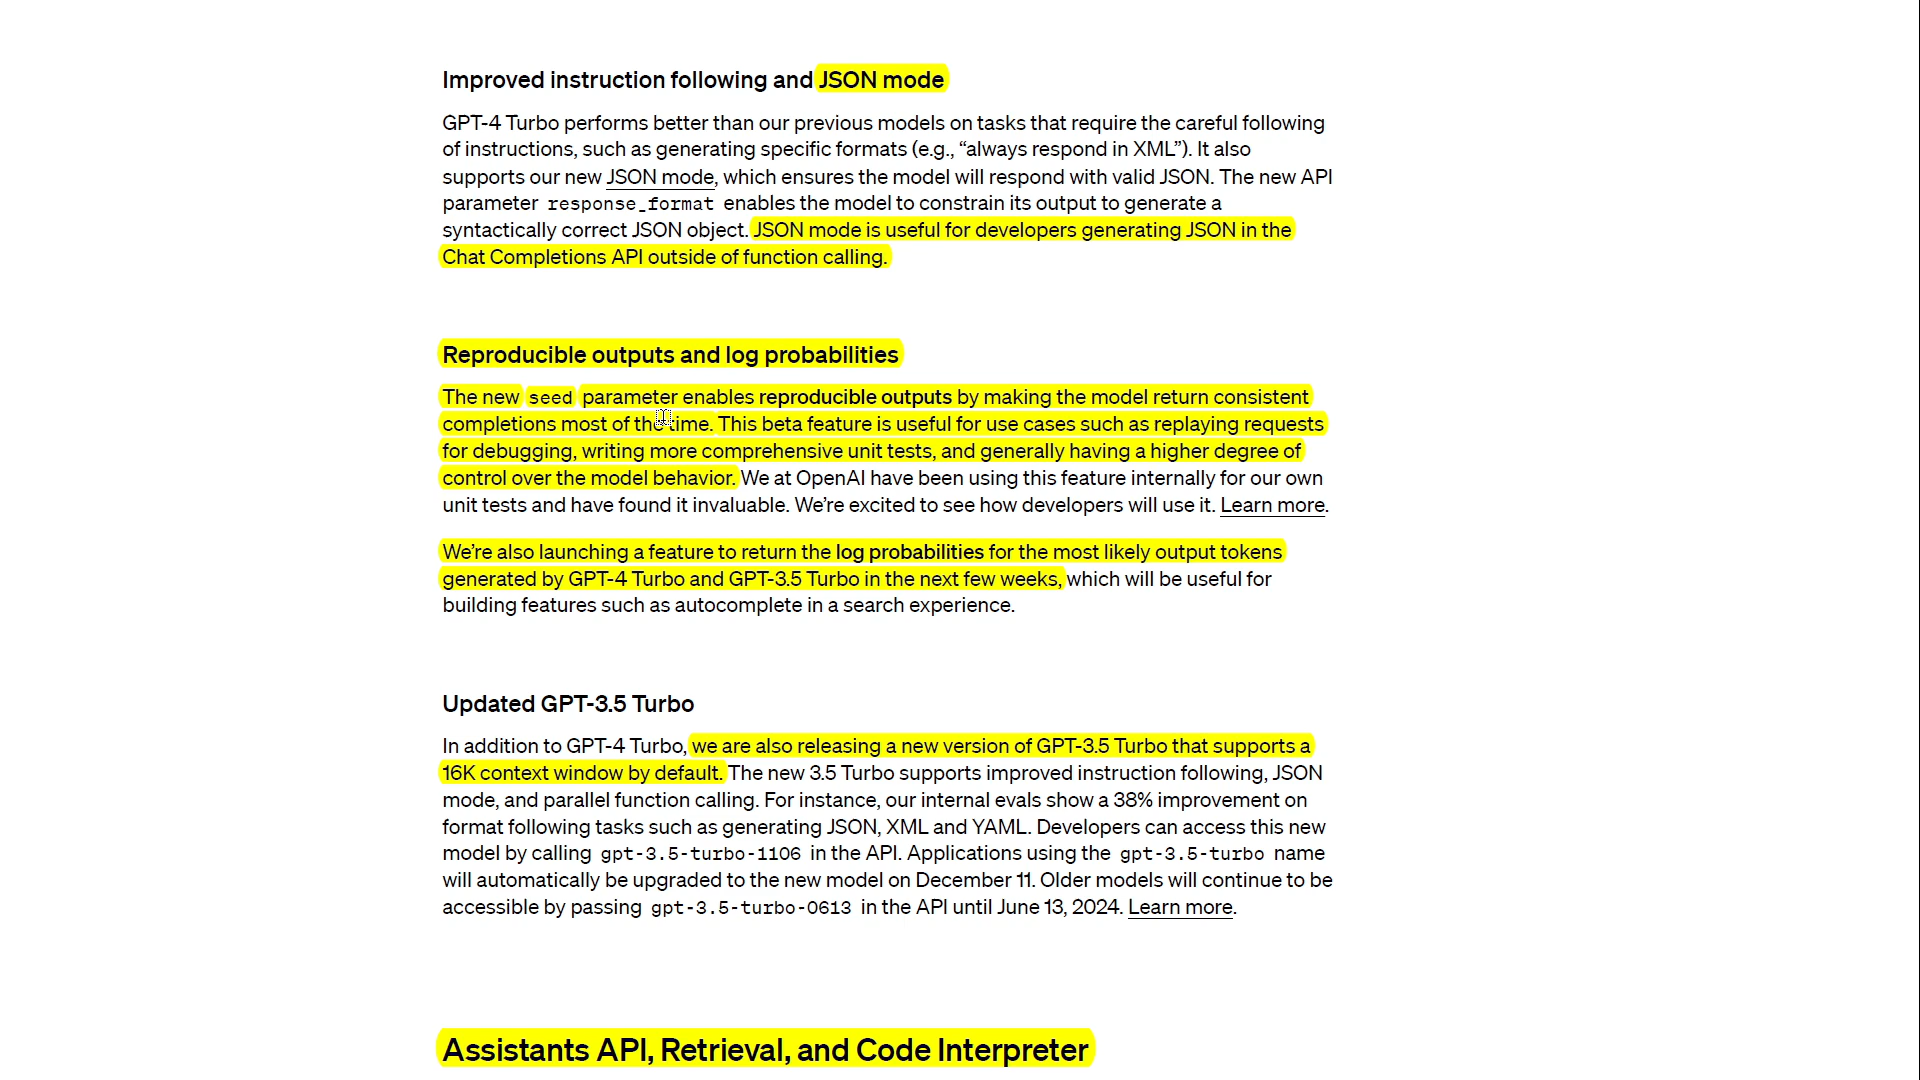 Improved instruction following and JSON mode
GPT-4 Turbo performs better than our previous models on tasks that require the careful following
of instructions, such as generating specific formats (e.g., “always respond in XML”). It also
supports our new JSON mode, which ensures the model will respond with valid JSON. The new API
parameter response_format enables the model to constrain its output to generate a
syntactically correct JSON object. JSON mode is useful for developers generating JSON in the
Chat Completions API outside of function calling.
Reproducible outputs and log probabilities
The new seed parameter enables reproducible outputs by making the model return consistent
completions most of the time. This beta feature is useful for use cases such as replaying requests
for debugging, writing more comprehensive unit tests, and generally having a higher degree of
control over the model behavior. We at OpenAI have been using this feature internally for our own
unit tests and have found it invaluable. We’re excited to see how developers will use it. Learn more.
We’re also launching a feature to return the log probabilities for the most likely output tokens
generated by GPT-4 Turbo and GPT-3.5 Turbo in the next few weeks, which will be useful for
building features such as autocomplete in a search experience.
Updated GPT-3.5 Turbo
In addition to GPT-4 Turbo, we are also releasing a new version of GPT-3.5 Turbo that supports a
16K context window by default. The new 3.5 Turbo supports improved instruction following, JSON
mode, and parallel function calling. For instance, our internal evals show a 38% improvement on
format following tasks such as generating JSON, XML and YAML. Developers can access this new
model by calling gpt-3.5-turbo-1106 in the API. Applications using the gpt-3.5-turbo name
will automatically be upgraded to the new model on December 11. Older models will continue to be
accessible by passing gpt-3.5-turbo-0613 in the API until June 13, 2024. Learn more.
Assistants API, Retrieval, and Code Interpreter